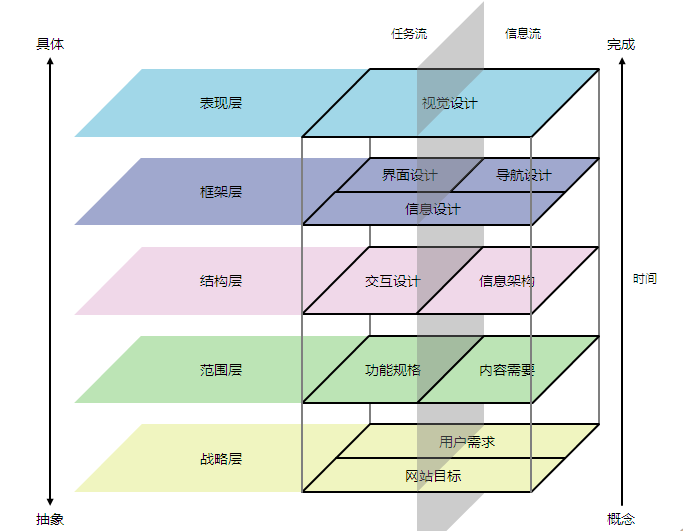 任务流
信息流
具体
完成
表现层
视觉设计
框架层
界面设计
导航设计
信息设计
结构层
交互设计
信息架构
时间
范围层
功能规格
内容需要
战略层
用户需求
网站目标
抽象
概念